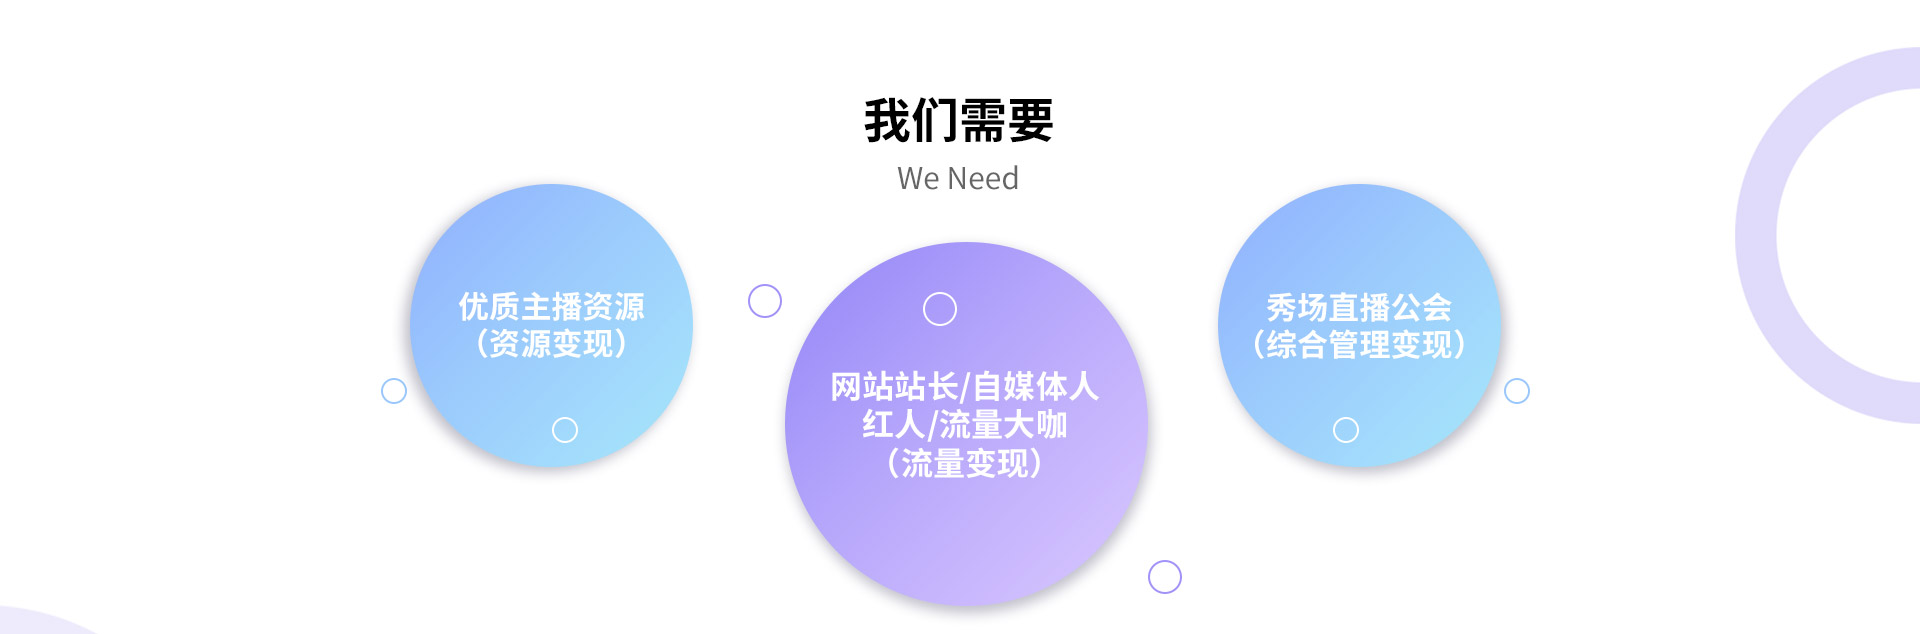 我们需要
We Need
优质主播资源
（资源变现）
网站站长/自媒体人
红人/流量大咖
（流量变现）
秀场直播公会
（综合管理变现）